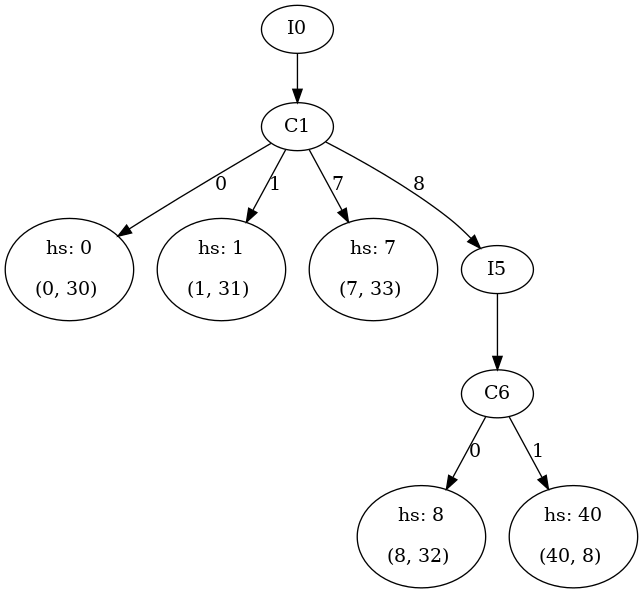 I0
C1
0
1
7
8
hs: 0
(0, 30)
hs: 1
(1, 31)
hs: 7
(7, 33)
I5
C6
0
1
hs: 8
(8, 32)
hs: 40
(40, 8)